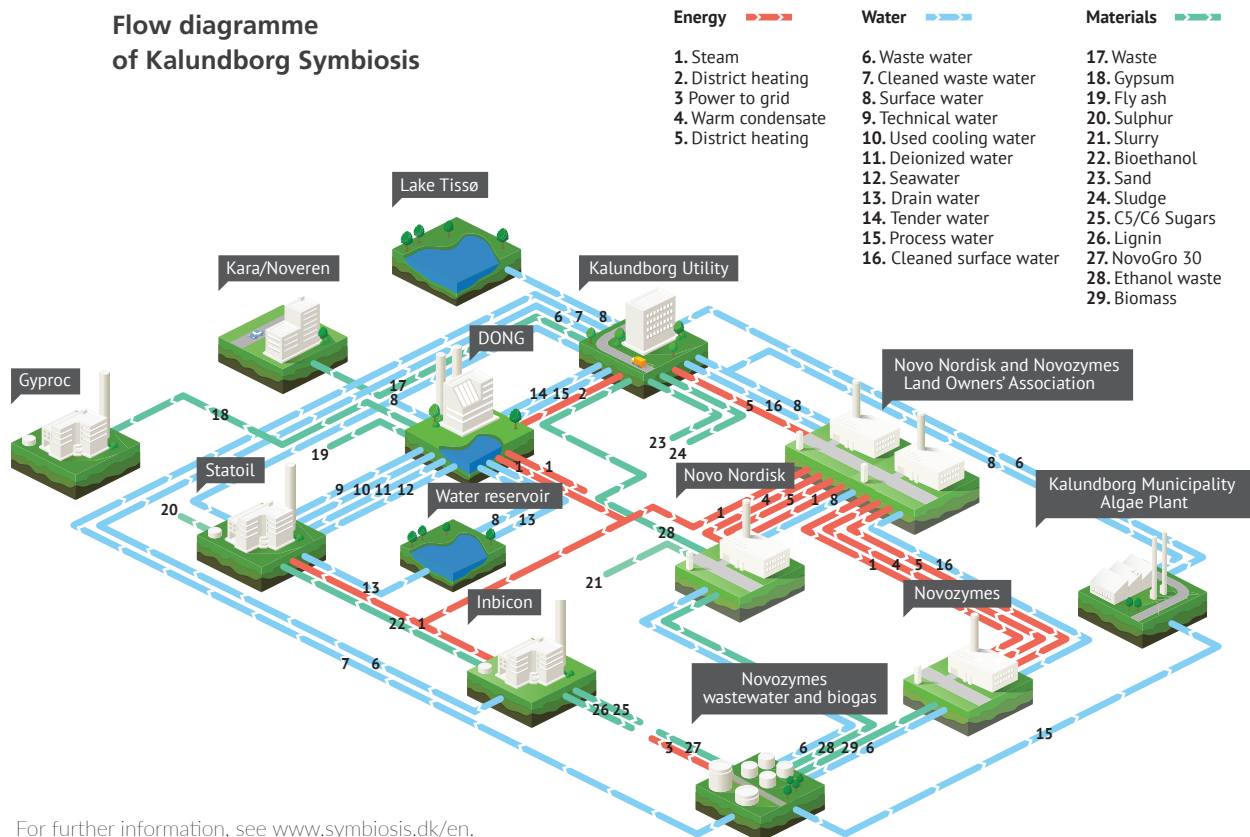 Flow diagramme
of Kalundborg Symbiosis
Energy
1. Steam
2. District heating
3 Power to grid
4. Warm condensate
5. District heating
Water
6. Waste water
7. Cleaned waste water
8. Surface water
9. Technical water
10. Used cooling water
11. Deionized water
12. Seawater
13. Drain water
14. Tender water
15. Process water
16. Cleaned surface water
Materials
17. Waste
18. Gypsum
19. Fly ash
20. Sulphur
21. Slurry
22. Bioethanol
23. Sand
24. Sludge
25. C5/C6 Sugars
26. Lignin
27. NovoGro 30
28. Ethanol waste
29. Biomass
Lake Tissø
Kara/Noveren
Kalundborg Utility
6 7 8
DONG
Gyproc
Novo Nordisk and Novozymes
Land Owners' Association
17
8
14 15 2
5 16 8
18
19
23
24
Statoil
1 1
Novo Nordisk
8 6
Kalundborg Municipality
Algae Plant
9 10 11 12
Water reservoir
4 5 1 8
1
20
8 13
28
21
1 4 5 16
13
Inbicon
Novozymes
22 1
7 6
Novozymes
wastewater and biogas
26 25
15
3 27
6 28 29 6
For further information, see www.symbiosis.dk/en.